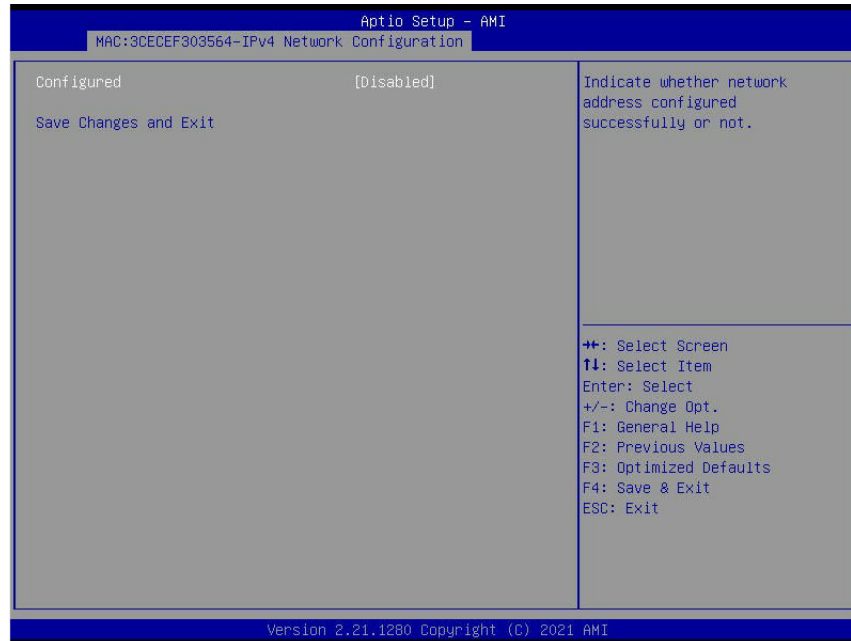 Aptio Setup – AMI
MAC:3CECEF303564-IPv4 Network Configuration
Configured [Disabled]
Save Changes and Exit
Indicate whether network
address configured
successfully or not.
→←: Select Screen
↑↓: Select Item
Enter: Select
+/-: Change Opt.
F1: General Help
F2: Previous Values
F3: Optimized Defaults
F4: Save & Exit
ESC: Exit
Version 2.21.1280 Copyright (C) 2021 AMI